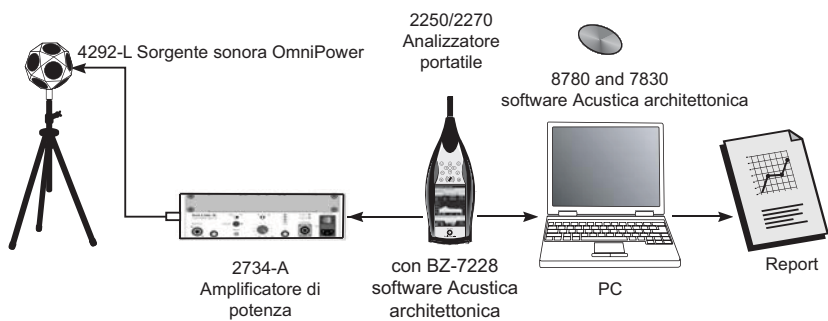 4292-L Sorgente sonora OmniPower
2250/2270
Analizzatore
portatile
8780 and 7830
software Acustica architettonica
2734-A
Amplificatore di
potenza
con BZ-7228
software Acustica
architettonica
PC
Report